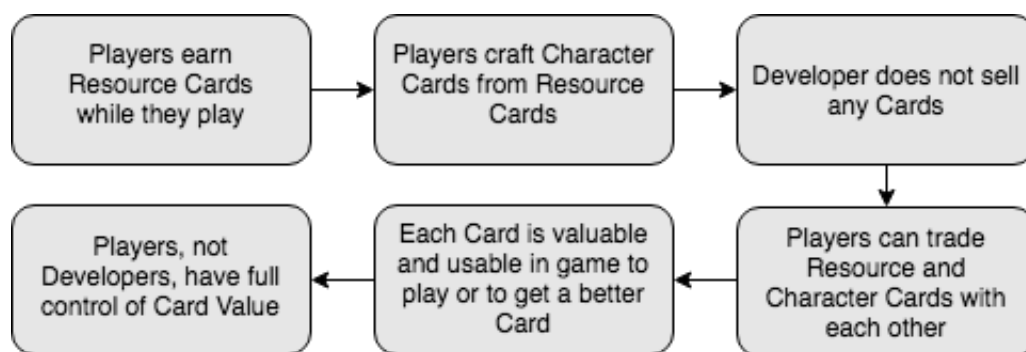 Players earn
Resource Cards
while they play
Players craft Character
Cards from Resource
Cards
Developer does not sell
any Cards
Players can trade
Resource and
Character Cards with
each other
Each Card is valuable
and usable in game to
play or to get a better
Card
Players, not
Developers, have full
control of Card Value